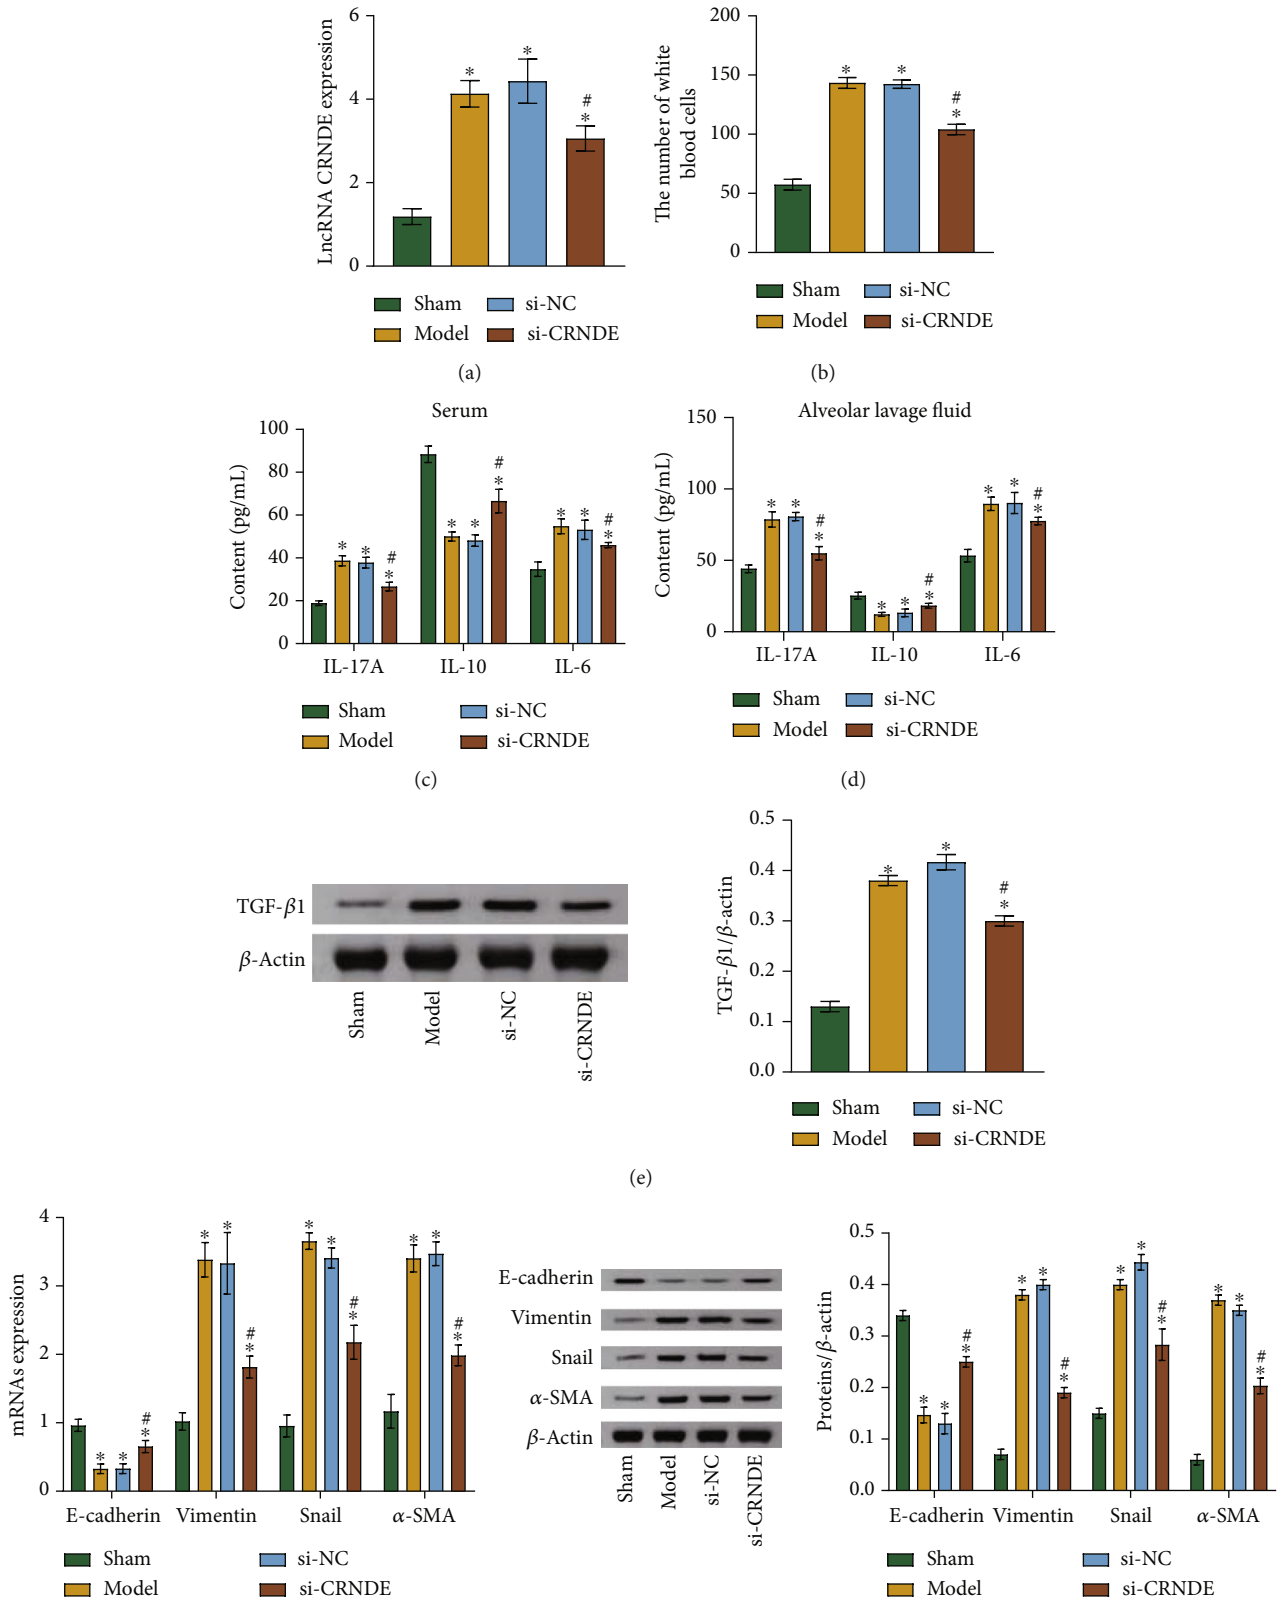 LncRNA CRNDE expression
6
4
2
0
*
*
#
*
Sham
si-NC
Model
si-CRNDE
(a)
The number of white
blood cells
200
150
100
50
0
*
*
#
*
Sham
si-NC
Model
si-CRNDE
(b)
Serum
Content (pg/mL)
100
80
60
40
20
0
*
*
#
*
*
*
#
*
*
*
#
*
IL-17A
IL-10
IL-6
Sham
si-NC
Model
si-CRNDE
(c)
Alveolar lavage fluid
Content (pg/mL)
150
100
50
0
*
*
#
*
*
*
#
*
*
*
#
*
IL-17A
IL-10
IL-6
Sham
si-NC
Model
si-CRNDE
(d)
TGF-β1
β-Actin
Sham
Model
si-NC
si-CRNDE
TGF-β1/β-actin
0.5
0.4
0.3
0.2
0.1
0.0
*
*
#
*
Sham
si-NC
Model
si-CRNDE
(e)
mRNAs expression
4
3
2
1
0
*
*
#
*
*
*
#
*
*
*
#
*
*
*
#
*
E-cadherin
Vimentin
Snail
α-SMA
Sham
si-NC
Model
si-CRNDE
E-cadherin
Vimentin
Snail
α-SMA
β-Actin
Sham
Model
si-NC
si-CRNDE
Proteins/β-actin
0.5
0.4
0.3
0.2
0.1
0.0
*
*
#
*
*
*
#
*
*
*
#
*
*
*
#
*
E-cadherin
Vimentin
Snail
α-SMA
Sham
si-NC
Model
si-CRNDE